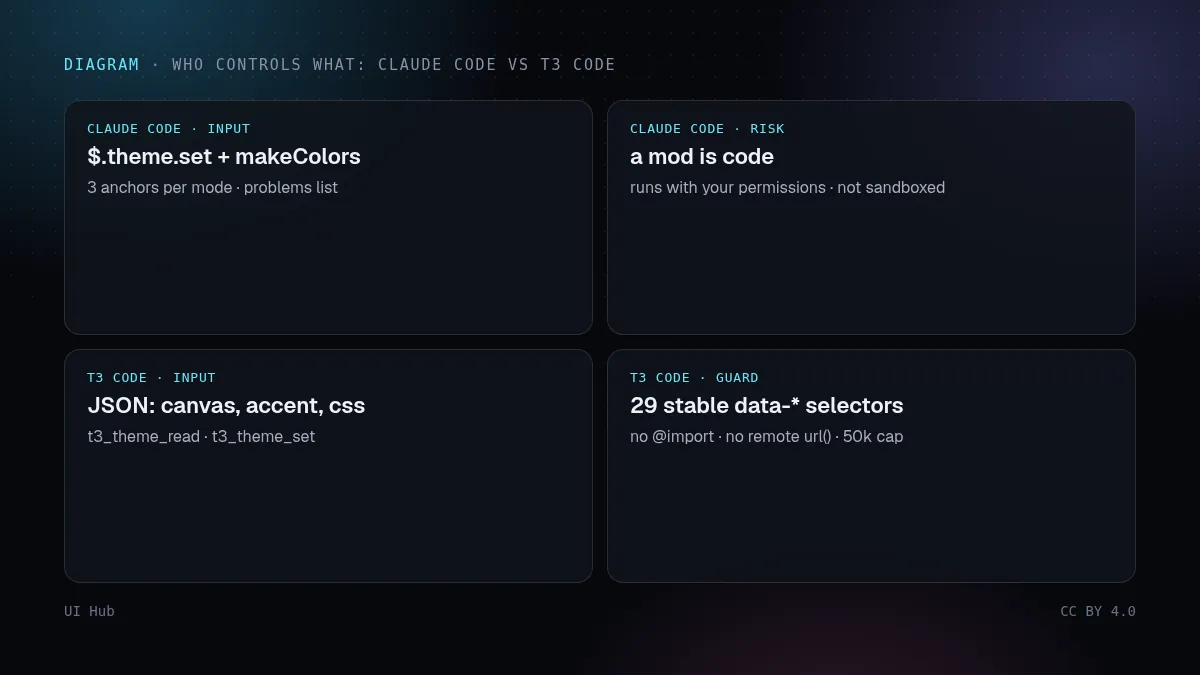 DIAGRAM · WHO CONTROLS WHAT: CLAUDE CODE VS T3 CODE
CLAUDE CODE · INPUT
$.theme.set + makeColors
3 anchors per mode · problems list
CLAUDE CODE · RISK
a mod is code
runs with your permissions · not sandboxed
T3 CODE · INPUT
JSON: canvas, accent, css
t3_theme_read · t3_theme_set
T3 CODE · GUARD
29 stable data-* selectors
no @import · no remote url() · 50k cap
UI Hub
CC BY 4.0